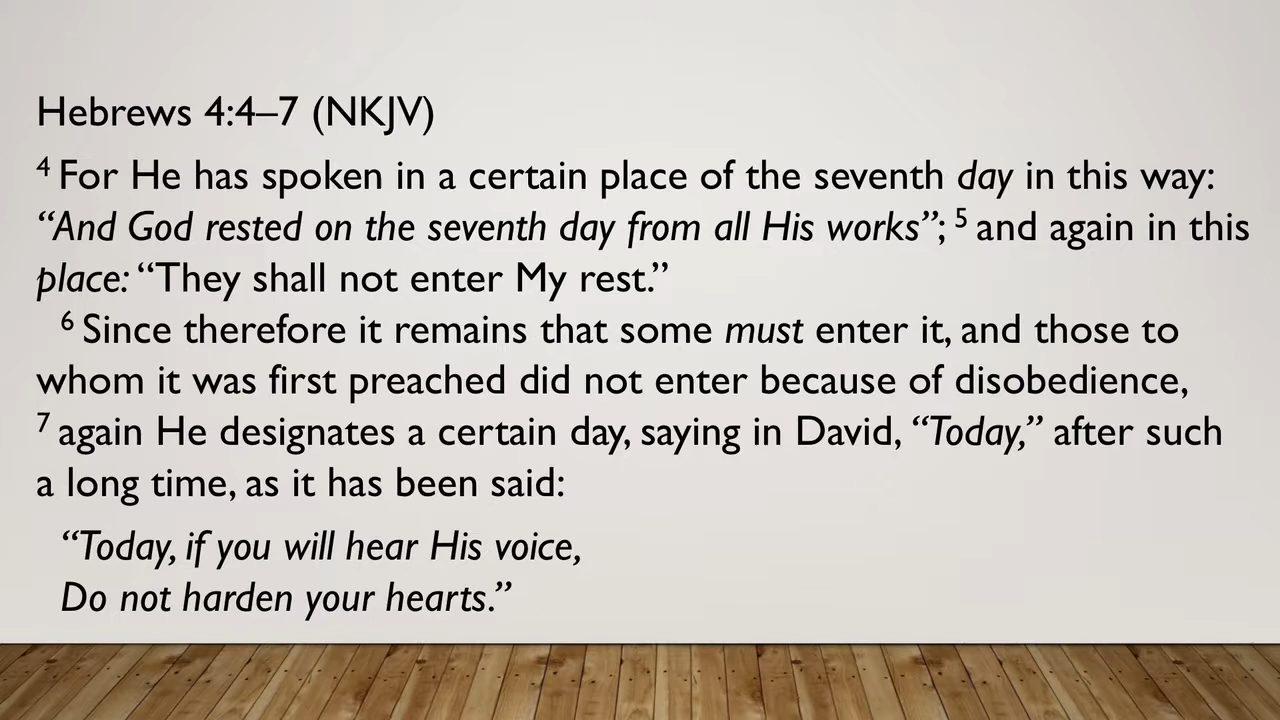 Hebrews 4:4–7 (NKJV)
4 For He has spoken in a certain place of the seventh day in this way:
“And God rested on the seventh day from all His works”; 5 and again in this
place: “They shall not enter My rest.”
6 Since therefore it remains that some must enter it, and those to
whom it was first preached did not enter because of disobedience,
7 again He designates a certain day, saying in David, “Today,” after such
a long time, as it has been said:
“Today, if you will hear His voice,
Do not harden your hearts.”